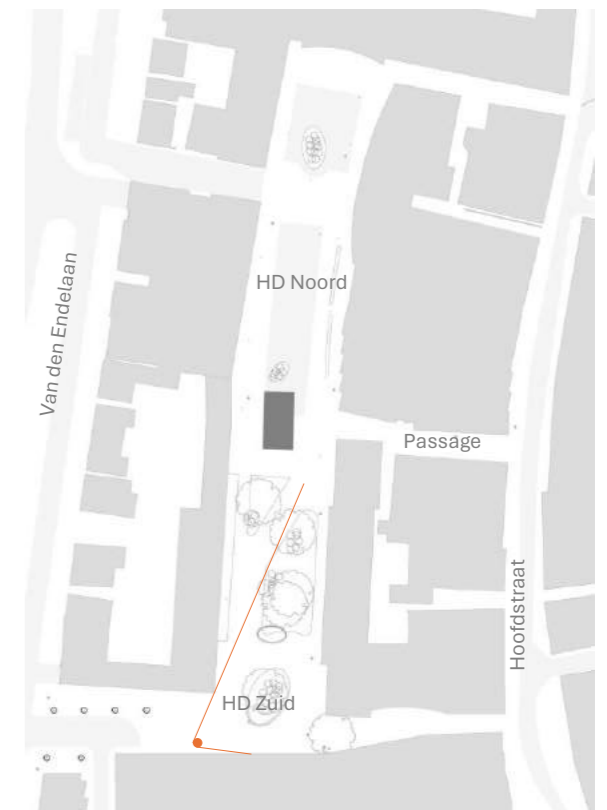 HD Noord
Van den Endelaan
Passage
Hoofdstraat
HD Zuid